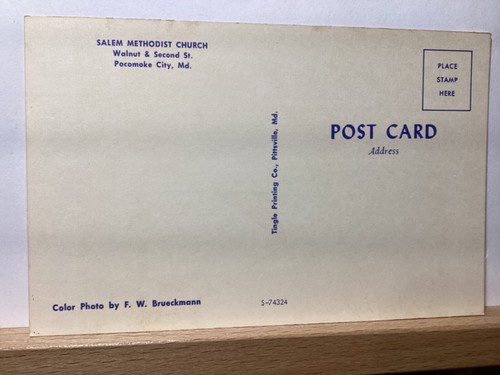 SALEM METHODIST CHURCH
Walnut & Second St.
Pocomoke City, Md.
PLACE
STAMP
HERE
POST CARD
Address
Tingle Printing Co., Pittsville, Md.
Color Photo by F. W. Brueckmann
S-74324